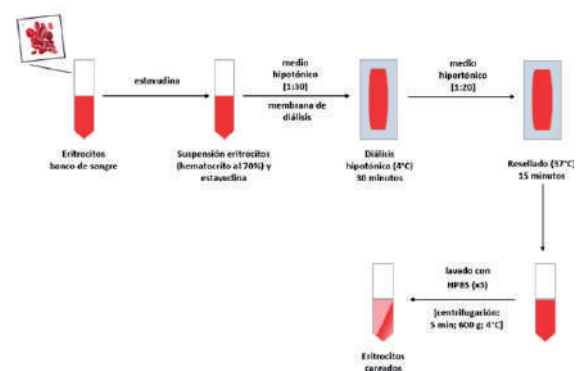 estavudina
medio
hipotónico
[1:30]
membrana de
diálisis
medio
hipertónico
[1:20]
Eritrocitos
banco de sangre
Suspensión eritrocitos
(hematocrito al 70%) y
estavudina
Diálisis
hipotónica (4°C)
30 minutos
Resellado (37°C)
15 minutos
lavado con
HPBS (x3)
[centrifugación:
5 min; 600 g; 4°C]
Eritrocitos
cargados